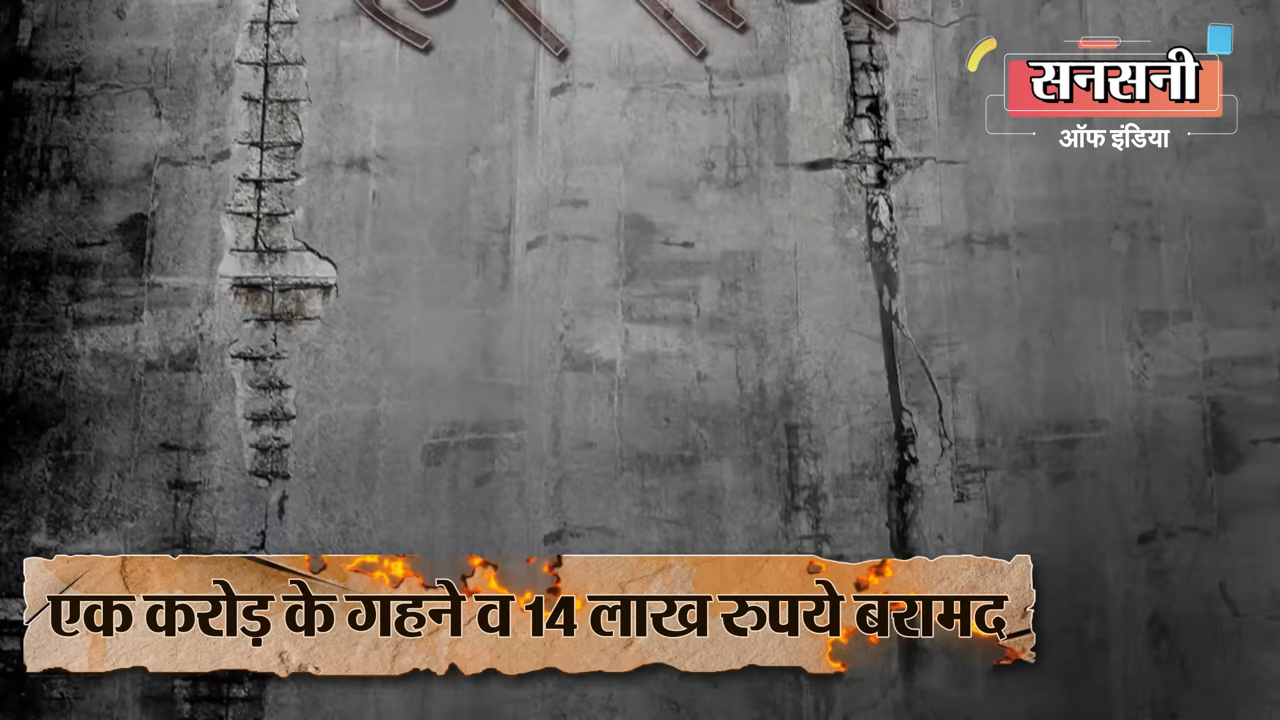 सनसनी
ऑफ इंडिया
एक करोड़ के गहने व 14 लाख रुपये बरामद